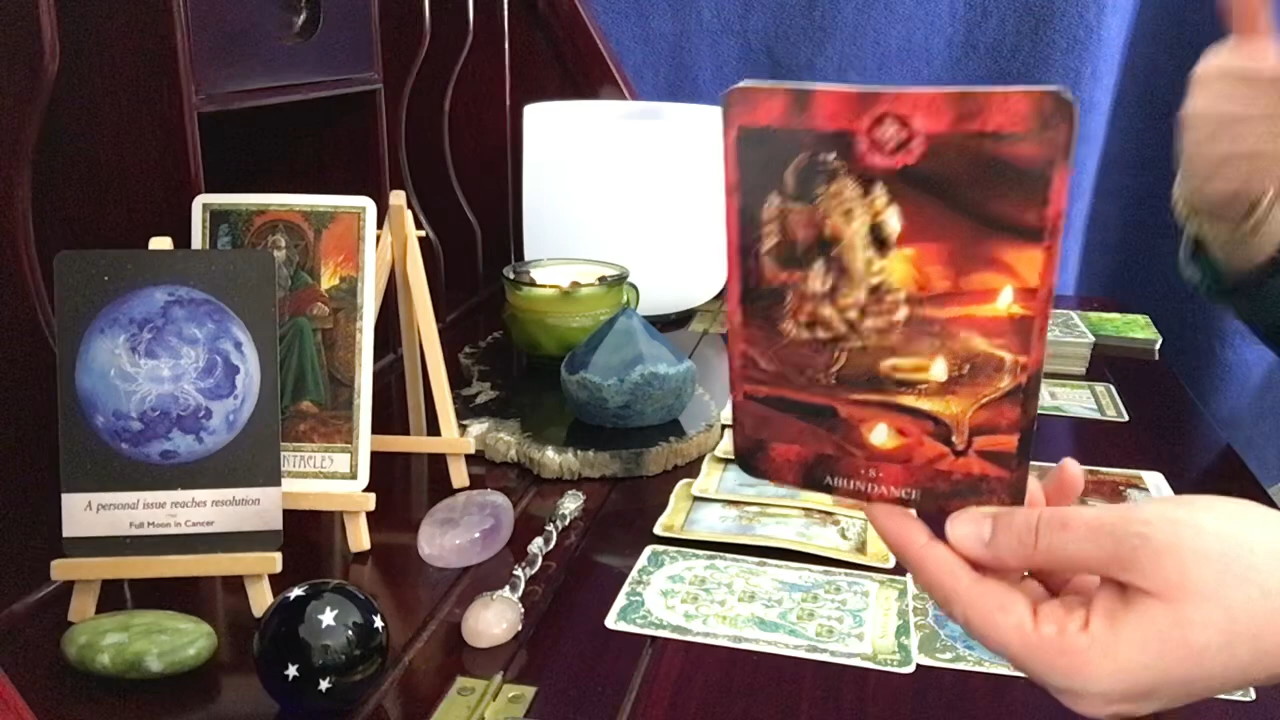 A personal issue reaches resolution
Full Moon in Cancer
NTACLES
· 8 ·
ABUNDANCE